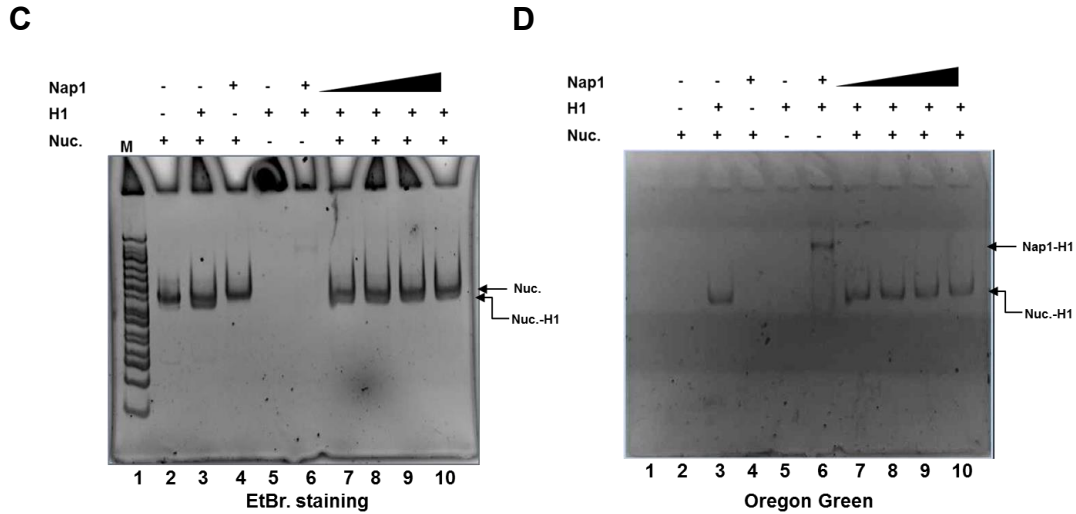 C
Nap1 - - + - +
H1 - + - + + + + + +
Nuc. + + + - - + + + +
M
Nuc.
Nuc.-H1
1 2 3 4 5 6 7 8 9 10
EtBr. staining
D
Nap1 - - + - +
H1 - + - + + + + + +
Nuc. + + + - - + + + +
Nap1-H1
Nuc.-H1
1 2 3 4 5 6 7 8 9 10
Oregon Green